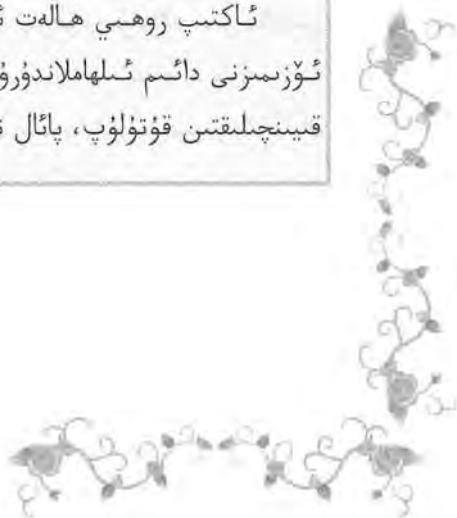 ئاكتىپ روھىي ھالەت
ئۆزىمىزنى دائىم
قىيىنچىلىقتىن قۇتۇلۇپ، پائال